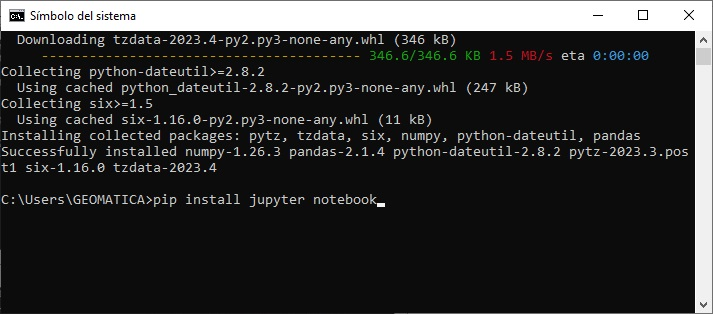 Símbolo del sistema
Downloading tzdata-2023.4-py2.py3-none-any.whl (346 kB)
---------------------------------------- 346.6/346.6 KB 1.5 MB/s eta 0:00:00
Collecting python-dateutil>=2.8.2
Using cached python_dateutil-2.8.2-py2.py3-none-any.whl (247 kB)
Collecting six>=1.5
Using cached six-1.16.0-py2.py3-none-any.whl (11 kB)
Installing collected packages: pytz, tzdata, six, numpy, python-dateutil, pandas
Successfully installed numpy-1.26.3 pandas-2.1.4 python-dateutil-2.8.2 pytz-2023.3.pos
t1 six-1.16.0 tzdata-2023.4
C:\Users\GEOMATICA>pip install jupyter notebook